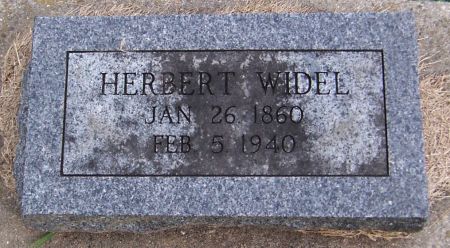 HERBERT WIDEL
JAN. 26 1860
FEB. 5 1940